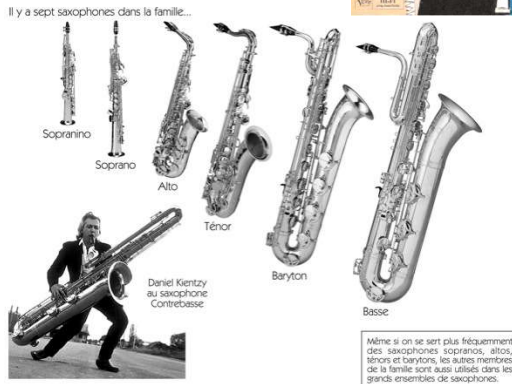 Il y a sept saxophones dans la famille...
Sopranino
Soprano
Alto
Ténor
Baryton
Basse
Daniel Kientzy
au saxophone
Contrebasse
Même si on se sert plus fréquemment
des saxophones sopranos, altos,
ténors et barytons, les autres membres
de la famille sont aussi utilisés dans les
grands ensembles de saxophones.